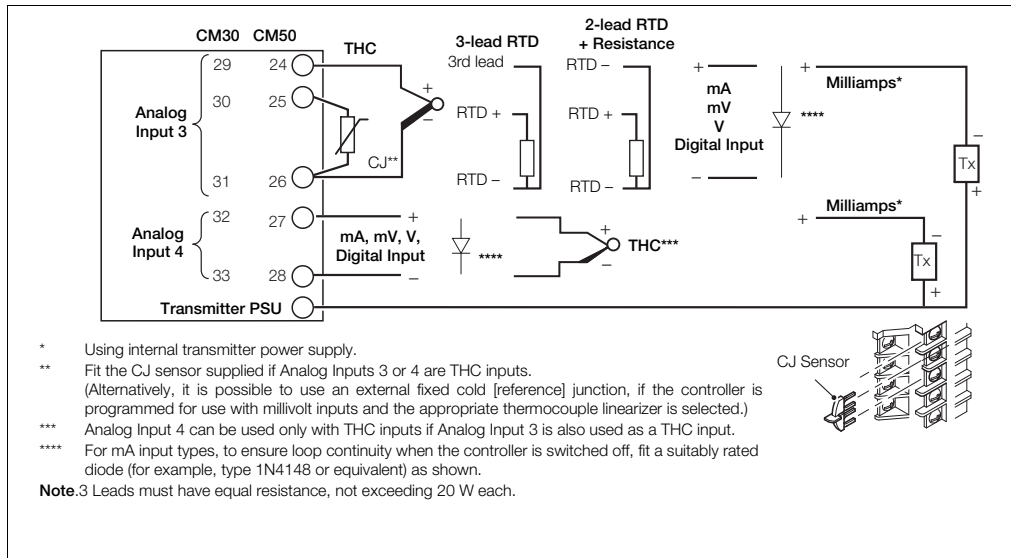 CM30 CM50
THC
3-lead RTD
3rd lead
2-lead RTD
+ Resistance
RTD –
Analog
Input 3
29 24
30 25
31 26
+
–
CJ**
RTD +
RTD –
RTD +
RTD –
+
mA
mV
V
Digital Input
–
****
+
Milliamps*
–
Tx
+
Analog
Input 4
32 27
33 28
+
mA, mV, V,
Digital Input
–
****
+
–
THC***
+
Milliamps*
–
Tx
+
Transmitter PSU
* Using internal transmitter power supply.
** Fit the CJ sensor supplied if Analog Inputs 3 or 4 are THC inputs.
(Alternatively, it is possible to use an external fixed cold [reference] junction, if the controller is
programmed for use with millivolt inputs and the appropriate thermocouple linearizer is selected.)
*** Analog Input 4 can be used only with THC inputs if Analog Input 3 is also used as a THC input.
**** For mA input types, to ensure loop continuity when the controller is switched off, fit a suitably rated
diode (for example, type 1N4148 or equivalent) as shown.
Note.3 Leads must have equal resistance, not exceeding 20 W each.
CJ Sensor